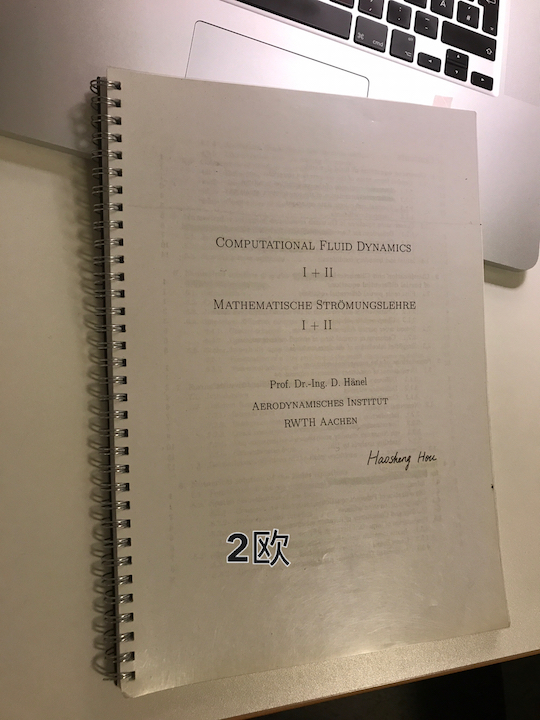 COMPUTATIONAL FLUID DYNAMICS
I + II
MATHEMATISCHE STRÖMUNGSLEHRE
I + II
Prof. Dr.-Ing. D. Hänel
AERODYNAMISCHES INSTITUT
RWTH AACHEN
Haosheng Hou
2欧